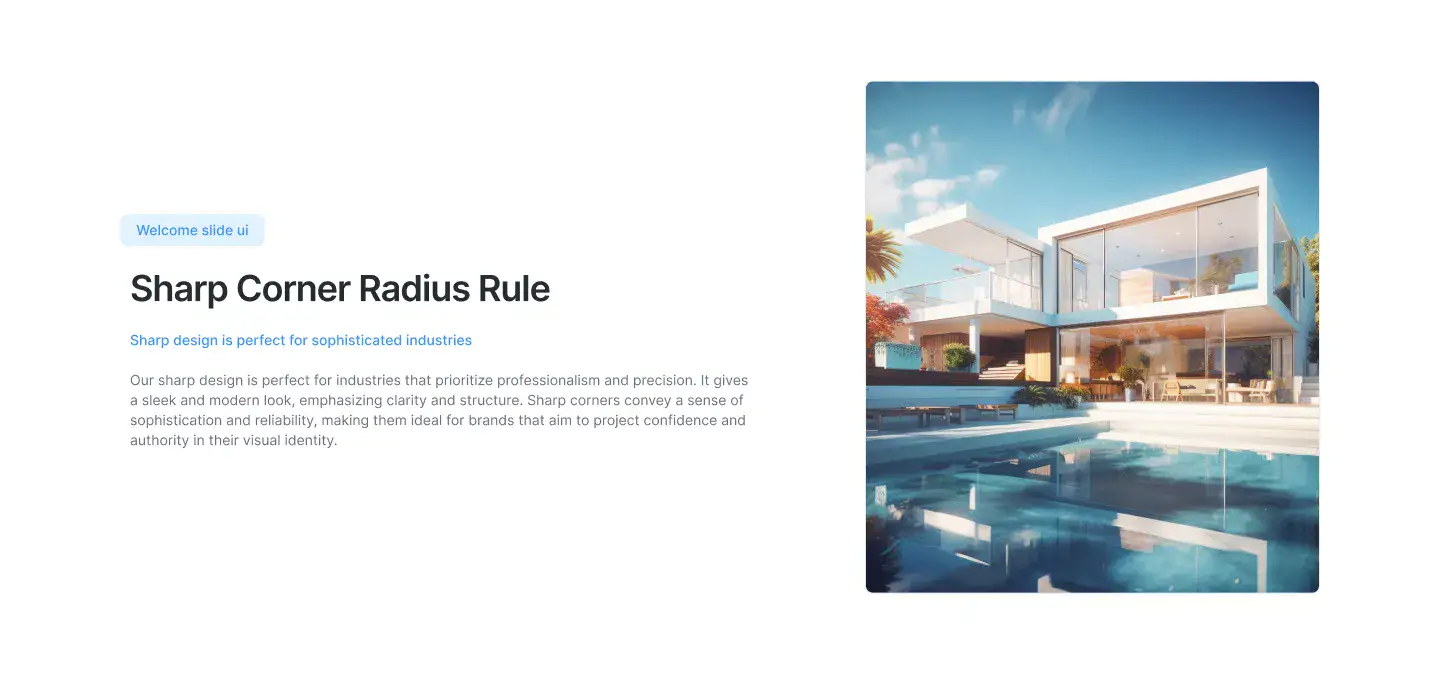 Welcome slide ui
Sharp Corner Radius Rule
Sharp design is perfect for sophisticated industries
Our sharp design is perfect for industries that prioritize professionalism and precision. It gives
a sleek and modern look, emphasizing clarity and structure. Sharp corners convey a sense of
sophistication and reliability, making them ideal for brands that aim to project confidence and
authority in their visual identity.